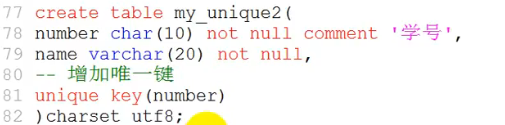 77 create table my_unique2(
78 number char(10) not null comment '学号',
79 name varchar(20) not null,
80 -- 增加唯一键
81 unique key(number)
82 )charset utf8;